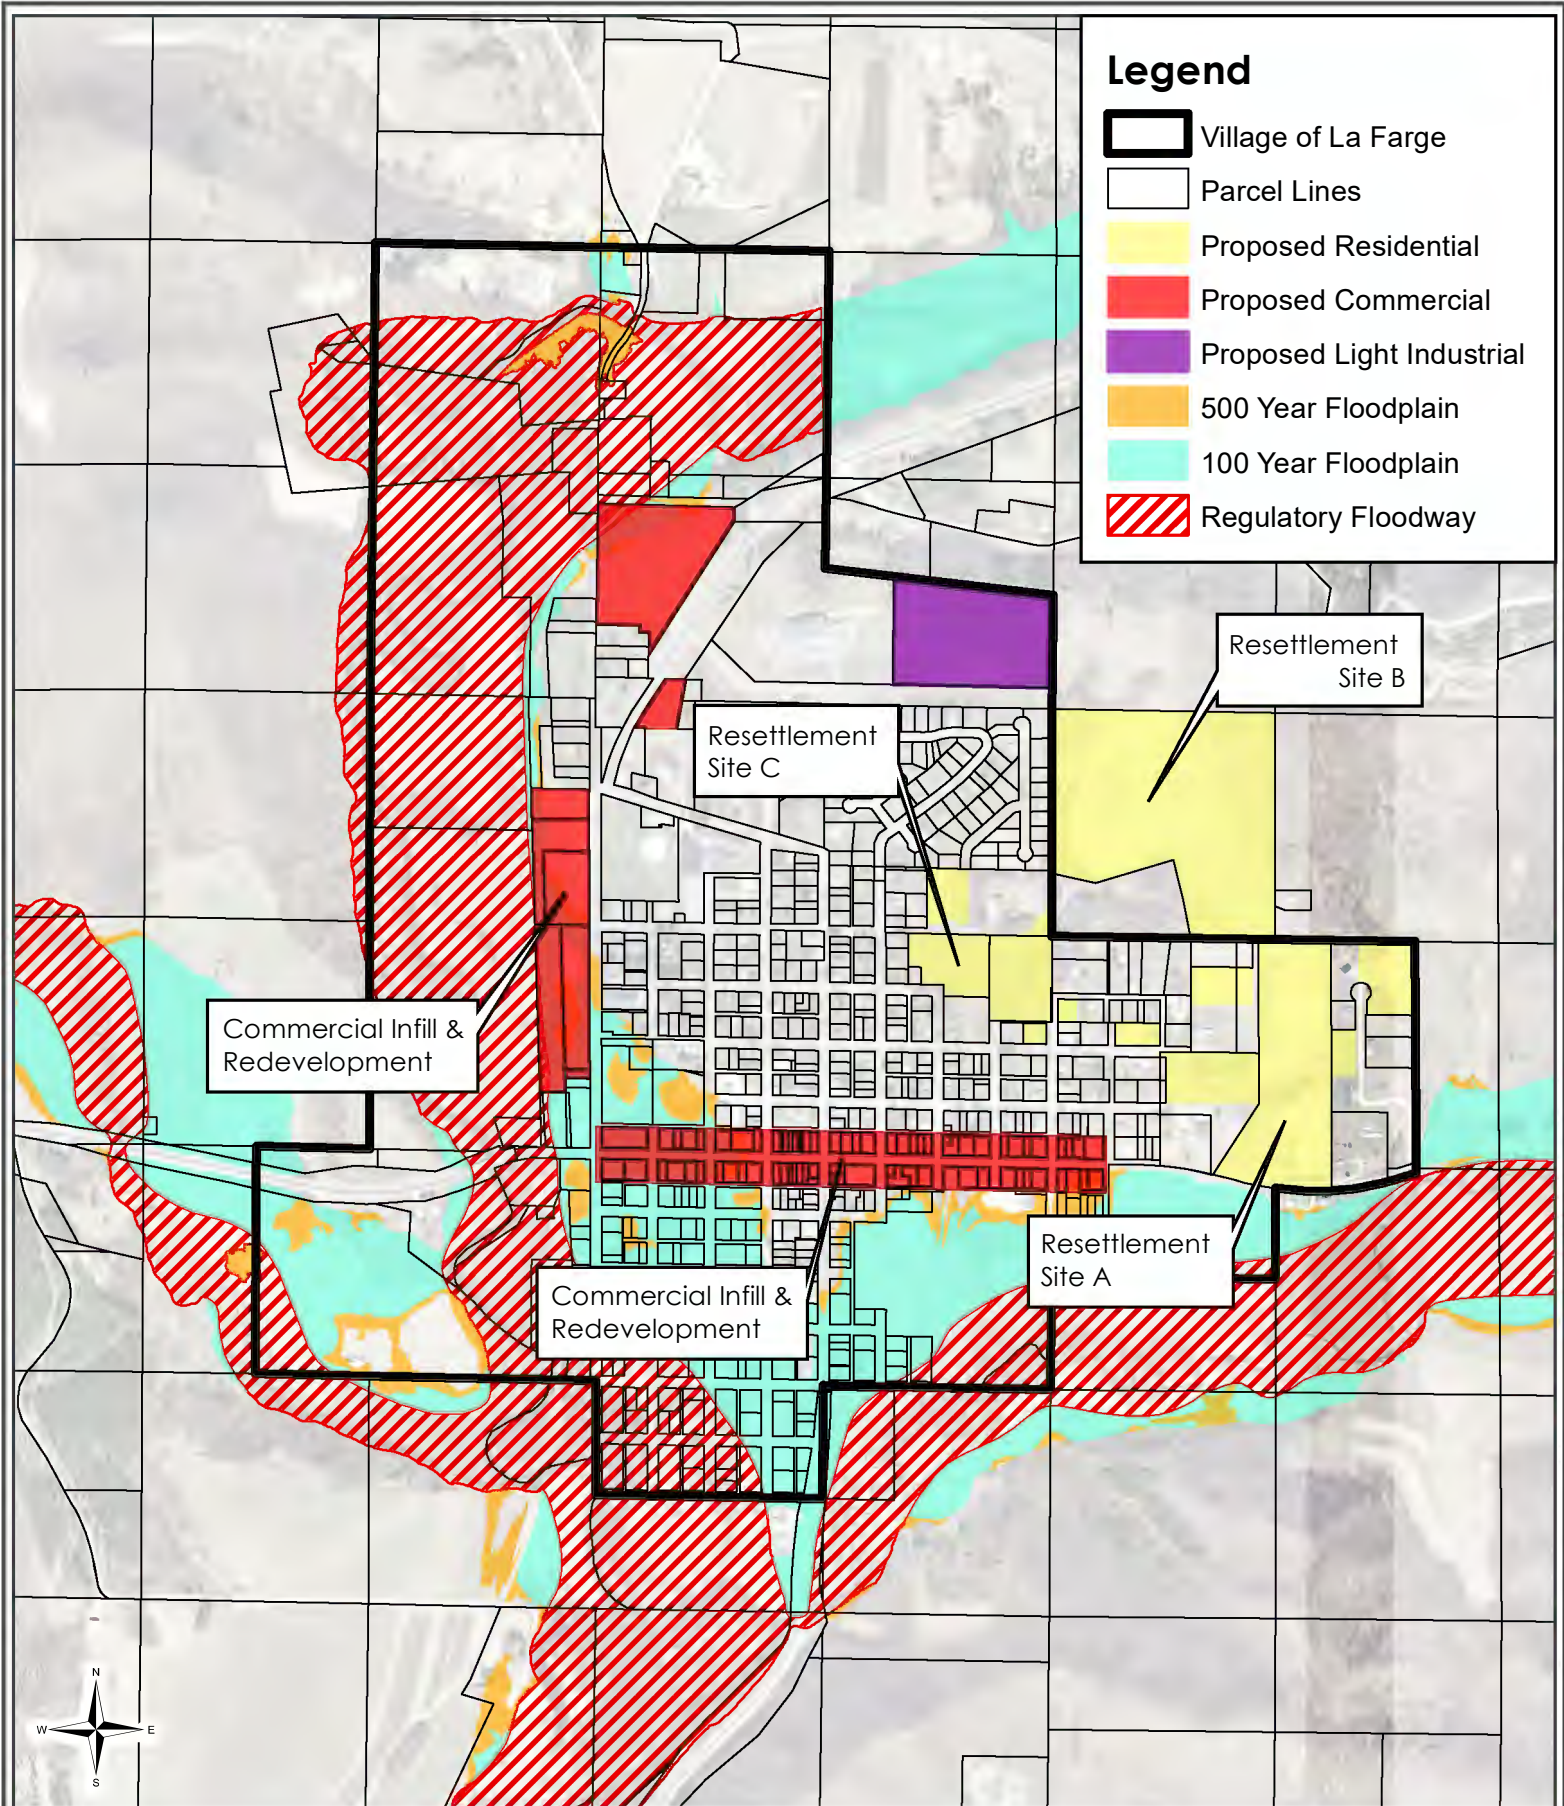 Legend
Village of La Farge
Parcel Lines
Proposed Residential
Proposed Commercial
Proposed Light Industrial
500 Year Floodplain
100 Year Floodplain
Regulatory Floodway
Resettlement
Site B
Resettlement
Site C
Commercial Infill &
Redevelopment
Resettlement
Site A
Commercial Infill &
Redevelopment
N
W
E
S